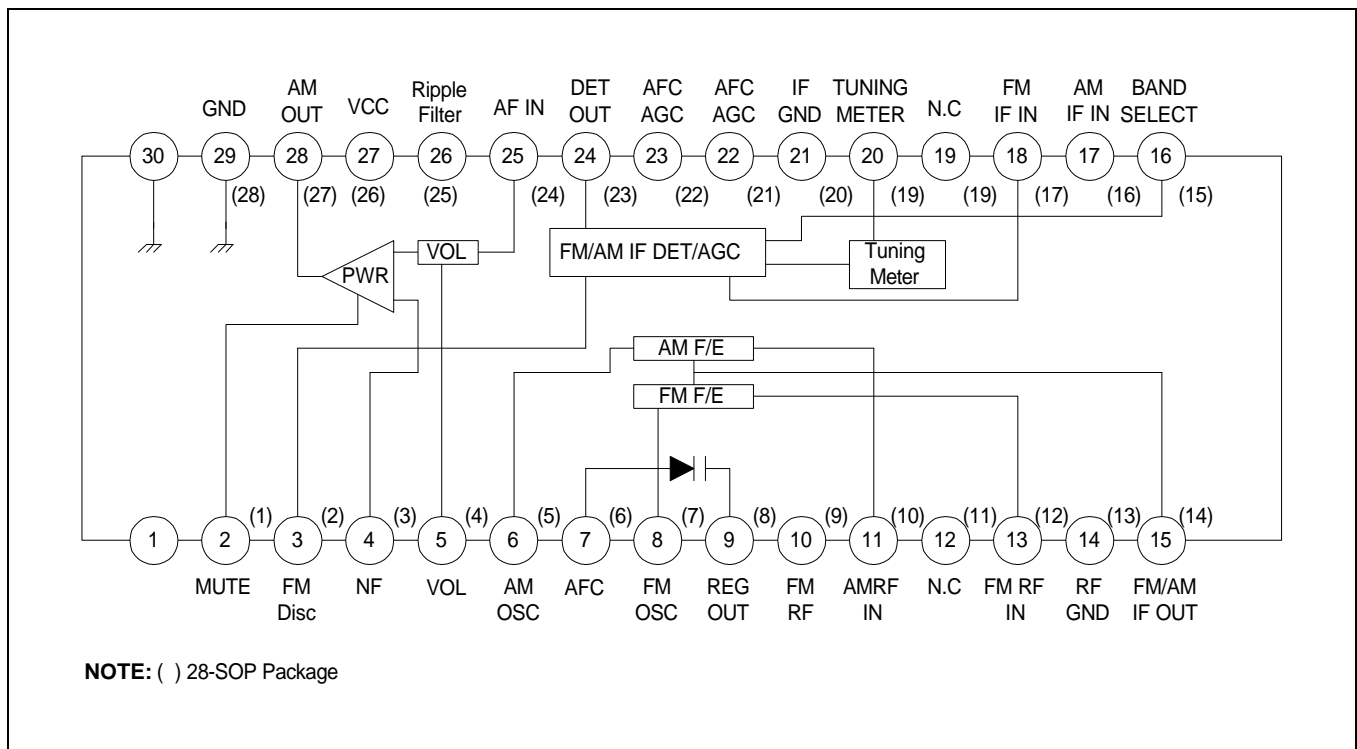 GND
AM
OUT
VCC
Ripple
Filter
AF IN
DET
OUT
AFC
AGC
AFC
AGC
IF
GND
TUNING
METER
N.C
FM
IF IN
AM
IF IN
BAND
SELECT
30 29 28 27 26 25 24 23 22 21 20 19 18 17 16
(28) (27) (26) (25) (24) (23) (22) (21) (20) (19) (19) (17) (16) (15)
VOL
PWR
FM/AM IF DET/AGC
Tuning
Meter
AM F/E
FM F/E
(1) (2) (3) (4) (5) (6) (7) (8) (9) (10) (11) (12) (13) (14)
1 2 3 4 5 6 7 8 9 10 11 12 13 14 15
MUTE
FM
Disc
NF
VOL
AM
OSC
AFC
FM
OSC
REG
OUT
FM
RF
AMRF
IN
N.C
FM RF
IN
RF
GND
FM/AM
IF OUT
NOTE: ( ) 28-SOP Package